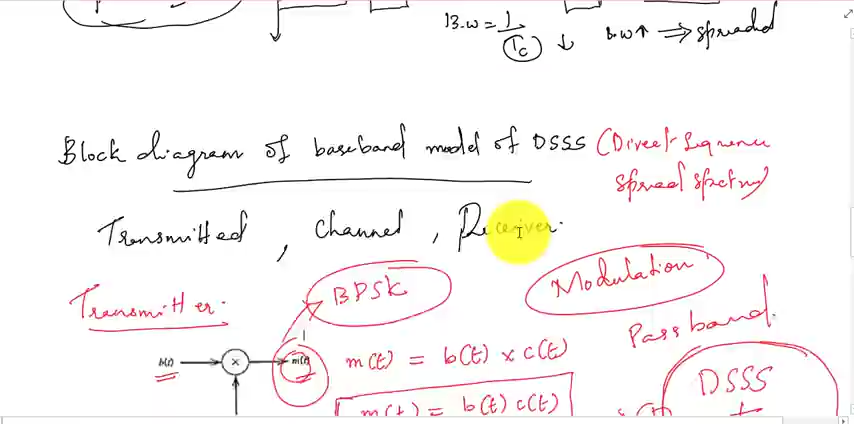 B.W = 1/Tc ↓ B.W ↑ ⇒ spreaded
Block diagram of baseband model of DSSS (Direct Sequence
Spread Spectrum)
Transmitted , Channel , Receiver.
Transmitter.
BPSK
Modulation
Passband.
b(t) × m(t)
m(t) = b(t) × c(t)
m(t) = b(t) c(t)
DSSS
+